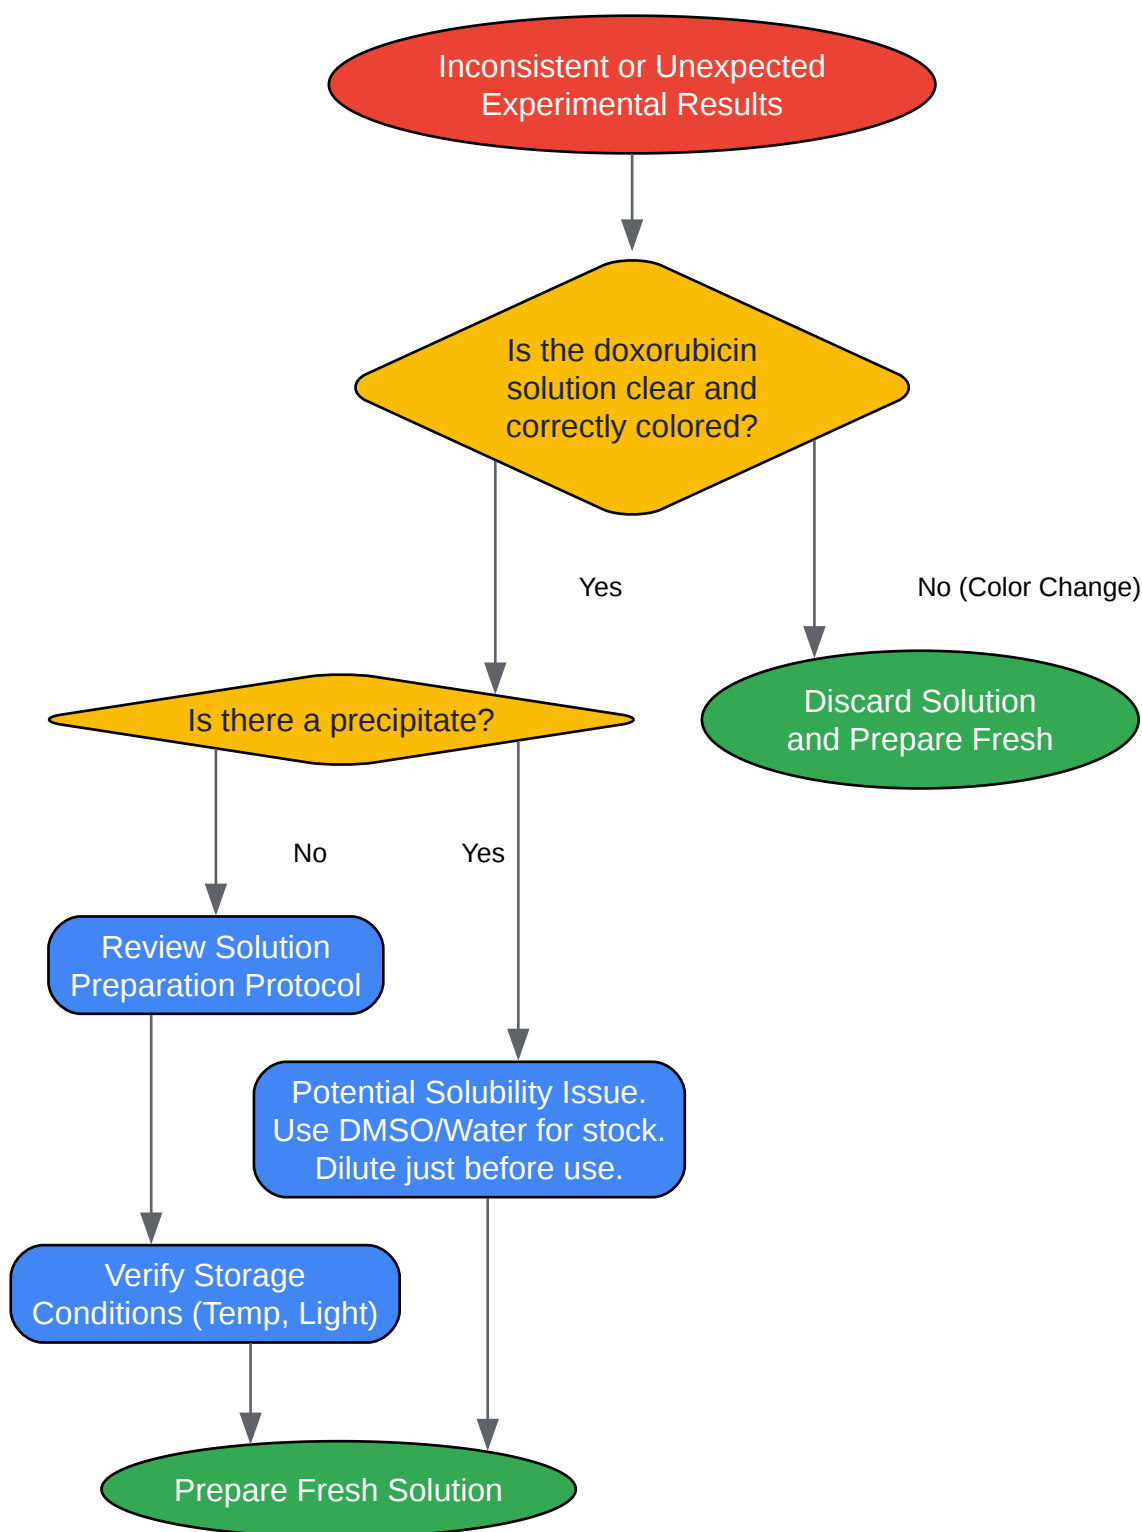 Inconsistent or Unexpected
Experimental Results
Is the doxorubicin
solution clear and
correctly colored?
Yes
No (Color Change)
Is there a precipitate?
Discard Solution
and Prepare Fresh
No
Yes
Review Solution
Preparation Protocol
Potential Solubility Issue.
Use DMSO/Water for stock.
Dilute just before use.
Verify Storage
Conditions (Temp, Light)
Prepare Fresh Solution